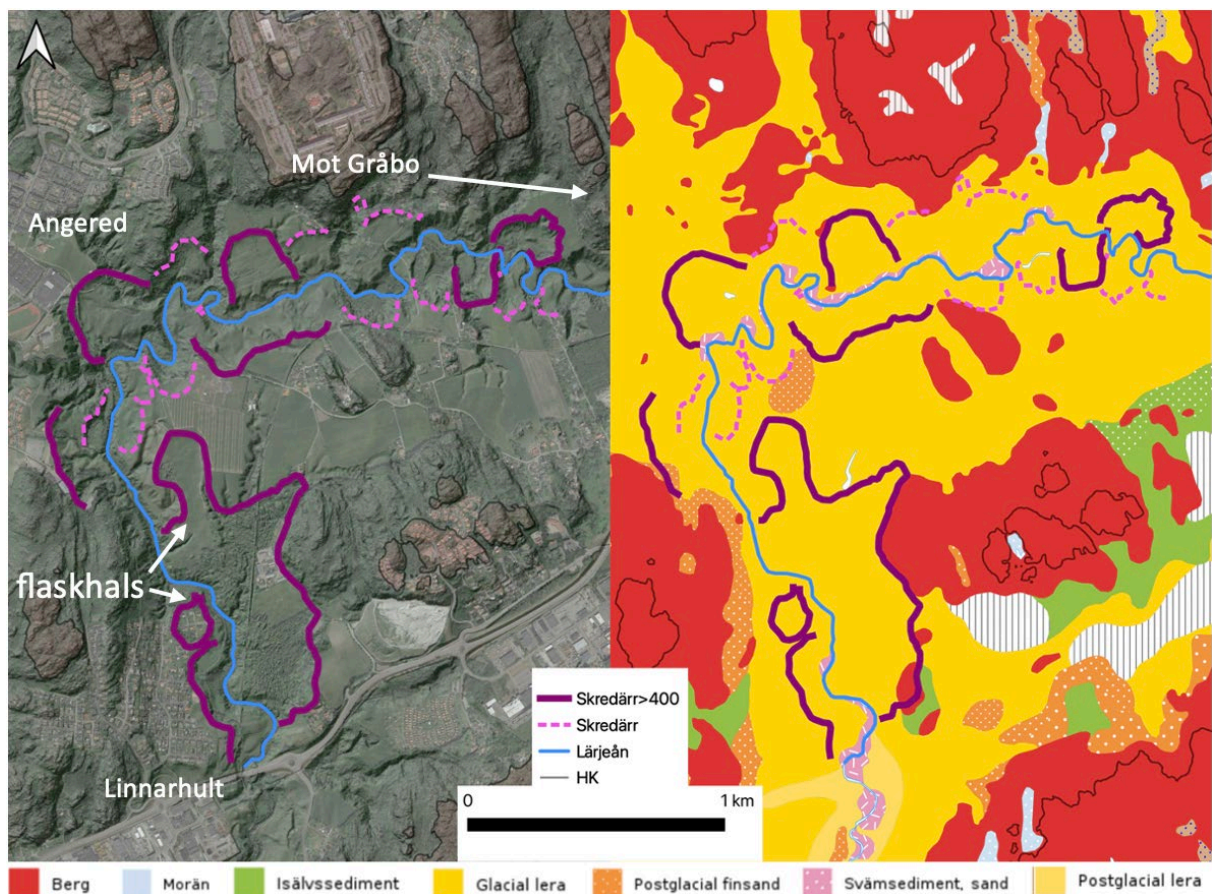 Mot Gråbo
Angered
flaskhals
Linnarhult
Skredärr>400
Skredärr
Lärjeån
HK
0 1 km
Berg Morän Isälvssediment Glacial lera Postglacial finsand Svämsediment, sand Postglacial lera